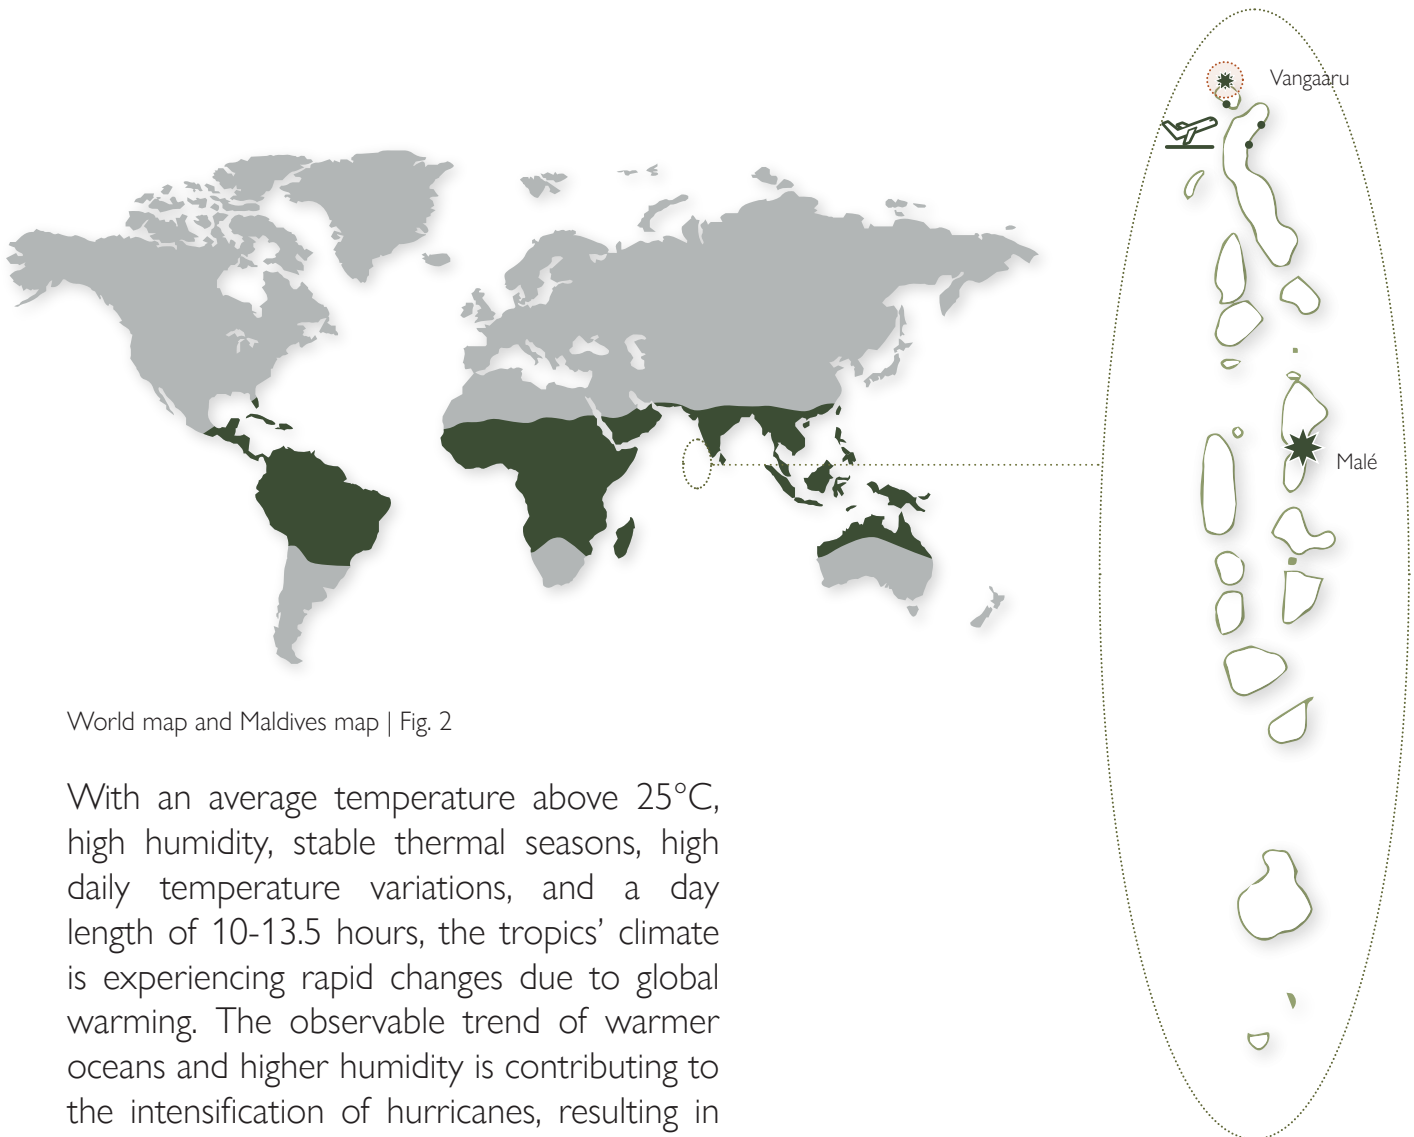 Vangaaru
Malé
World map and Maldives map | Fig. 2
With an average temperature above 25°C,
high humidity, stable thermal seasons, high
daily temperature variations, and a day
length of 10-13.5 hours, the tropics’ climate
is experiencing rapid changes due to global
warming. The observable trend of warmer
oceans and higher humidity is contributing to
the intensification of hurricanes, resulting in